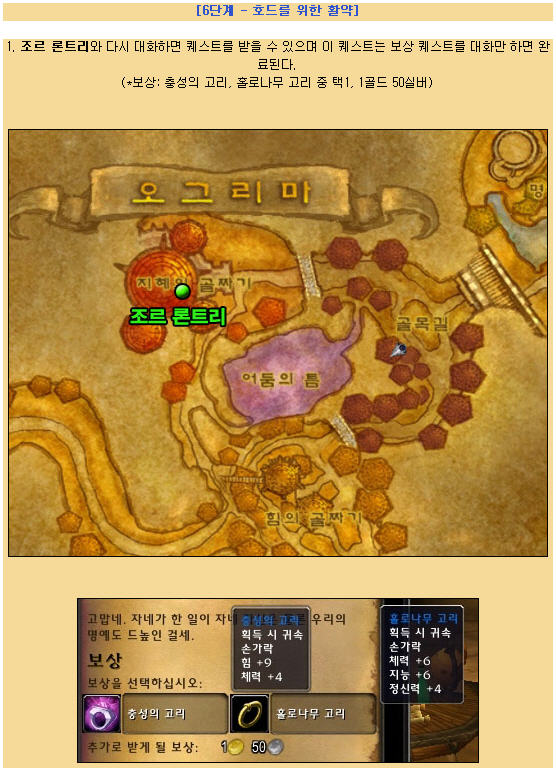 [6단계 - 호드를 위한 활약]
1. 조르 론트리와 다시 대화하면 퀘스트를 받을 수 있으며 이 퀘스트는 보상 퀘스트를 대화만 하면 완
료된다.
(*보상: 충성의 고리, 홀로나무 고리 중 택1, 1골드 50실버)
오그리마
명
지혜의 골짜기
조르 론트리
골목길
어둠의 틈
힘의 골짜기
고맙네. 자네가 한 일이 자네 우리의
명예도 드높인 걸세.
보상
보상을 선택하십시오:
충성의 고리
홀로나무 고리
추가로 받게 될 보상: 1 50
충성의 고리
획득 시 귀속
손가락
힘 +9
체력 +4
홀로나무 고리
획득 시 귀속
손가락
체력 +6
지능 +6
정신력 +4